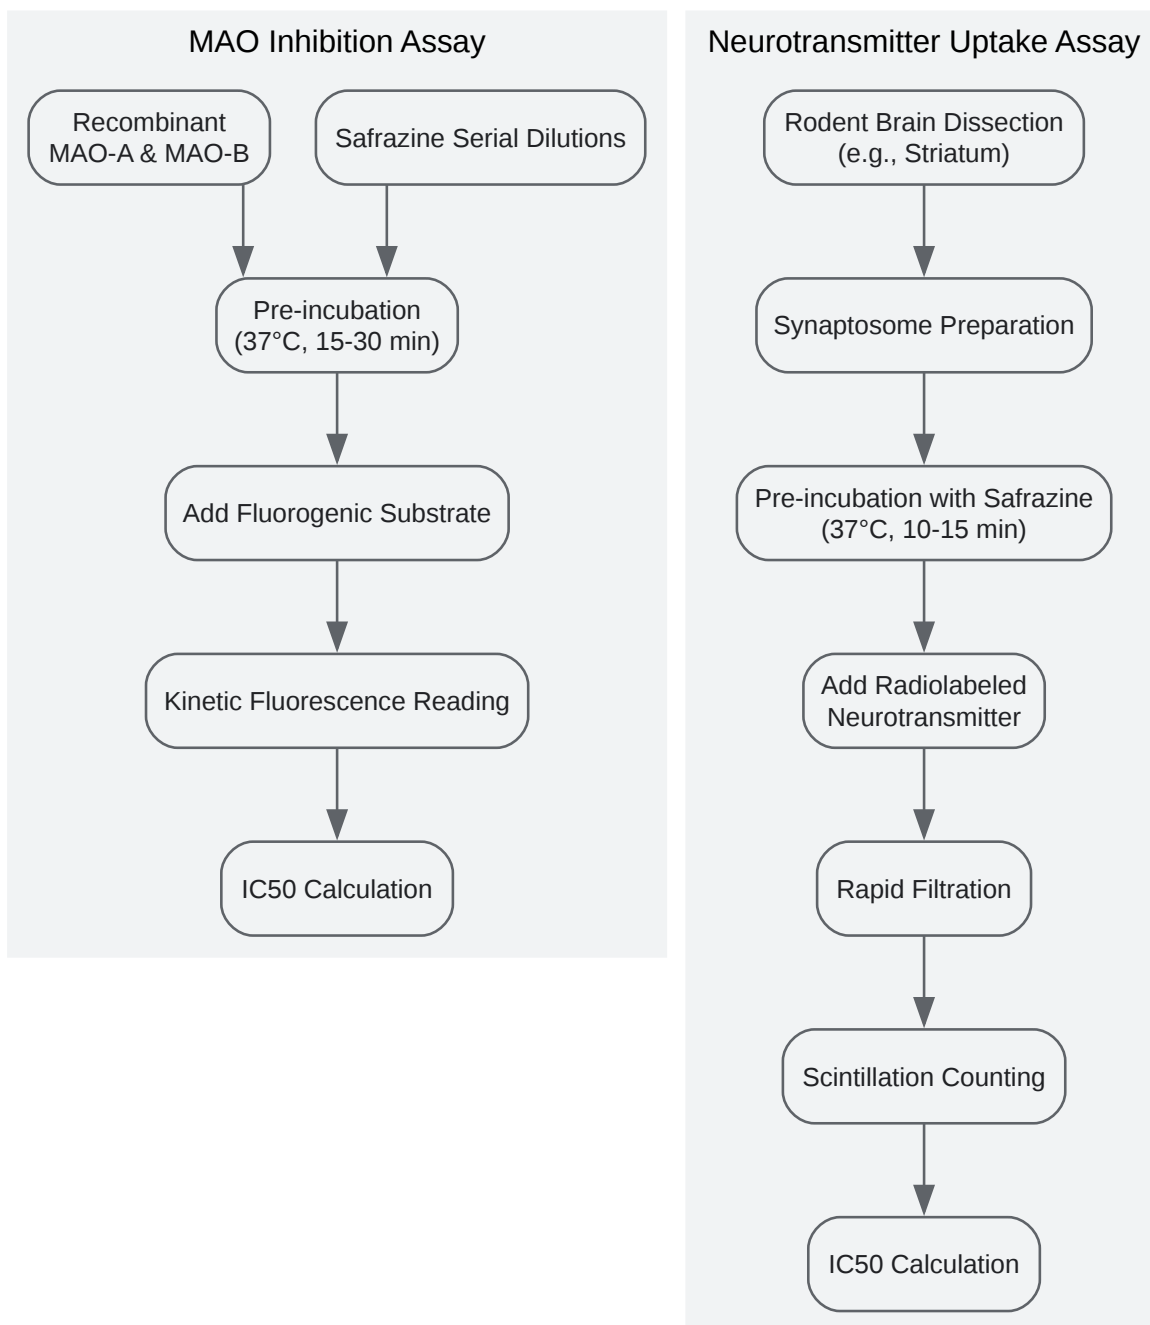 MAO Inhibition Assay
Recombinant
MAO-A & MAO-B
Safrazine Serial Dilutions
Pre-incubation
(37°C, 15-30 min)
Add Fluorogenic Substrate
Kinetic Fluorescence Reading
IC50 Calculation
Neurotransmitter Uptake Assay
Rodent Brain Dissection
(e.g., Striatum)
Synaptosome Preparation
Pre-incubation with Safrazine
(37°C, 10-15 min)
Add Radiolabeled
Neurotransmitter
Rapid Filtration
Scintillation Counting
IC50 Calculation